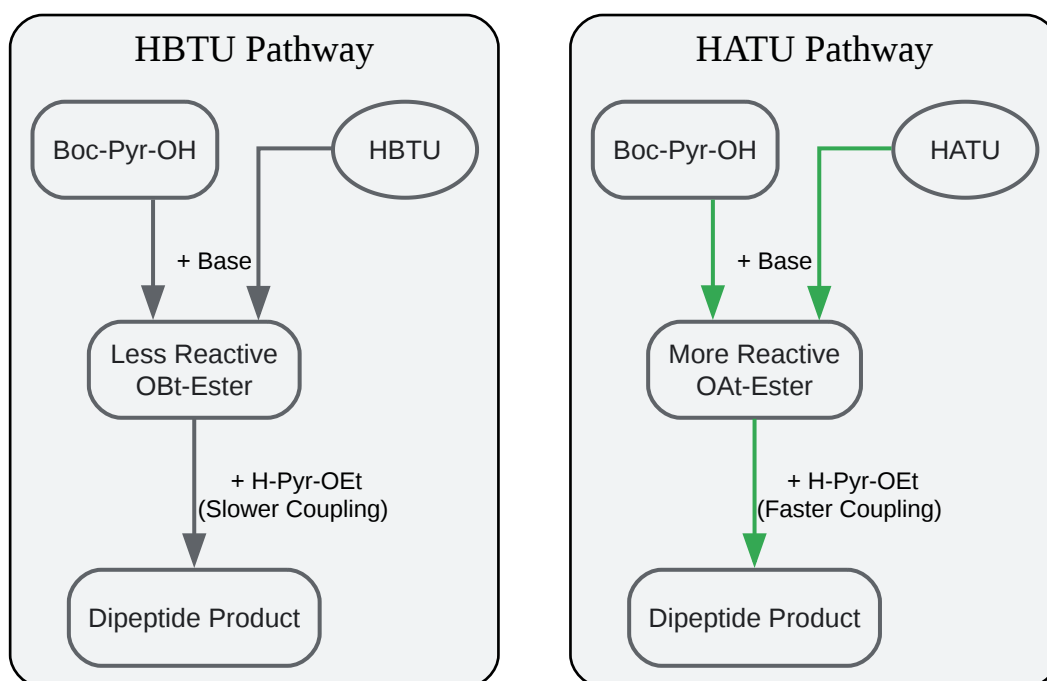 HBTU Pathway
Boc-Pyr-OH
HBTU
+ Base
Less Reactive
OBt-Ester
+ H-Pyr-OEt
(Slower Coupling)
Dipeptide Product
HATU Pathway
Boc-Pyr-OH
HATU
+ Base
More Reactive
OAt-Ester
+ H-Pyr-OEt
(Faster Coupling)
Dipeptide Product